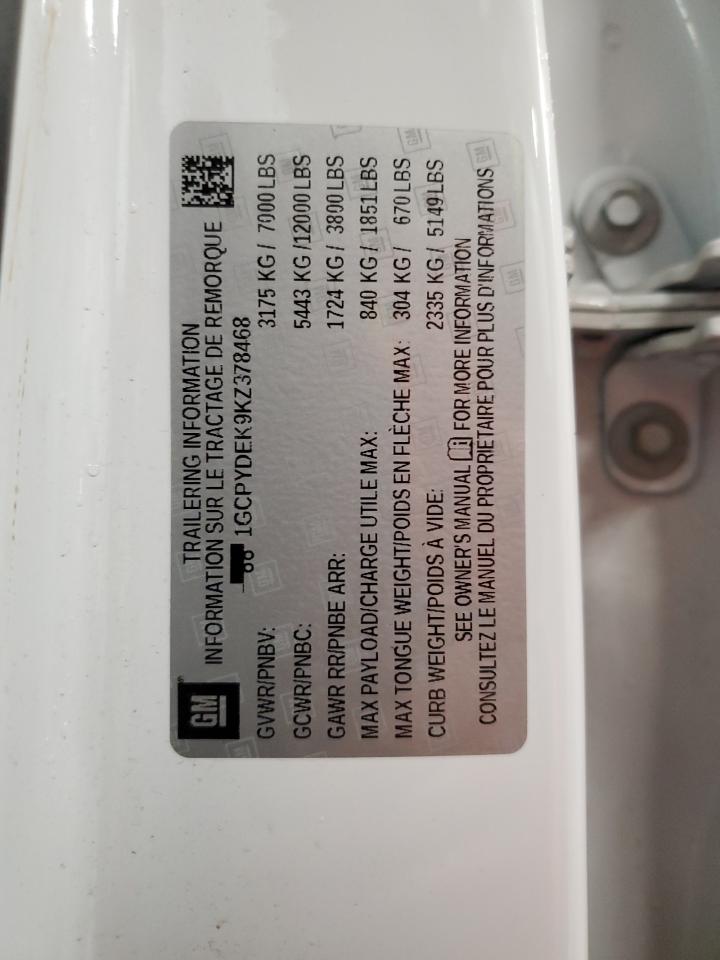 GM
TRAILERING INFORMATION
INFORMATION SUR LE TRACTAGE DE REMORQUE
1GCPYDEK9KZ378468
GVWR/PNBV: 3175 KG / 7000 LBS
GCWR/PNBC: 5443 KG /12000 LBS
GAWR RR/PNBE ARR: 1724 KG / 3800 LBS
MAX PAYLOAD/CHARGE UTILE MAX: 840 KG / 1851 LBS
MAX TONGUE WEIGHT/POIDS EN FLÈCHE MAX: 304 KG / 670 LBS
CURB WEIGHT/POIDS À VIDE: 2335 KG / 5149 LBS
SEE OWNER'S MANUAL FOR MORE INFORMATION
CONSULTEZ LE MANUEL DU PROPRIETAIRE POUR PLUS D'INFORMATIONS